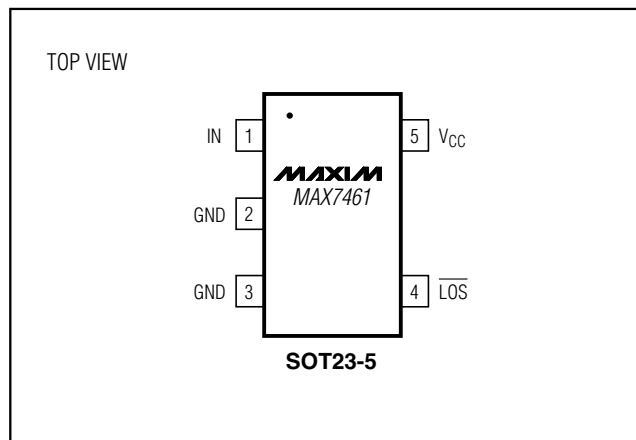 TOP VIEW
IN 1
5 VCC
MAXIM
MAX7461
GND 2
GND 3
4 LOS
SOT23-5